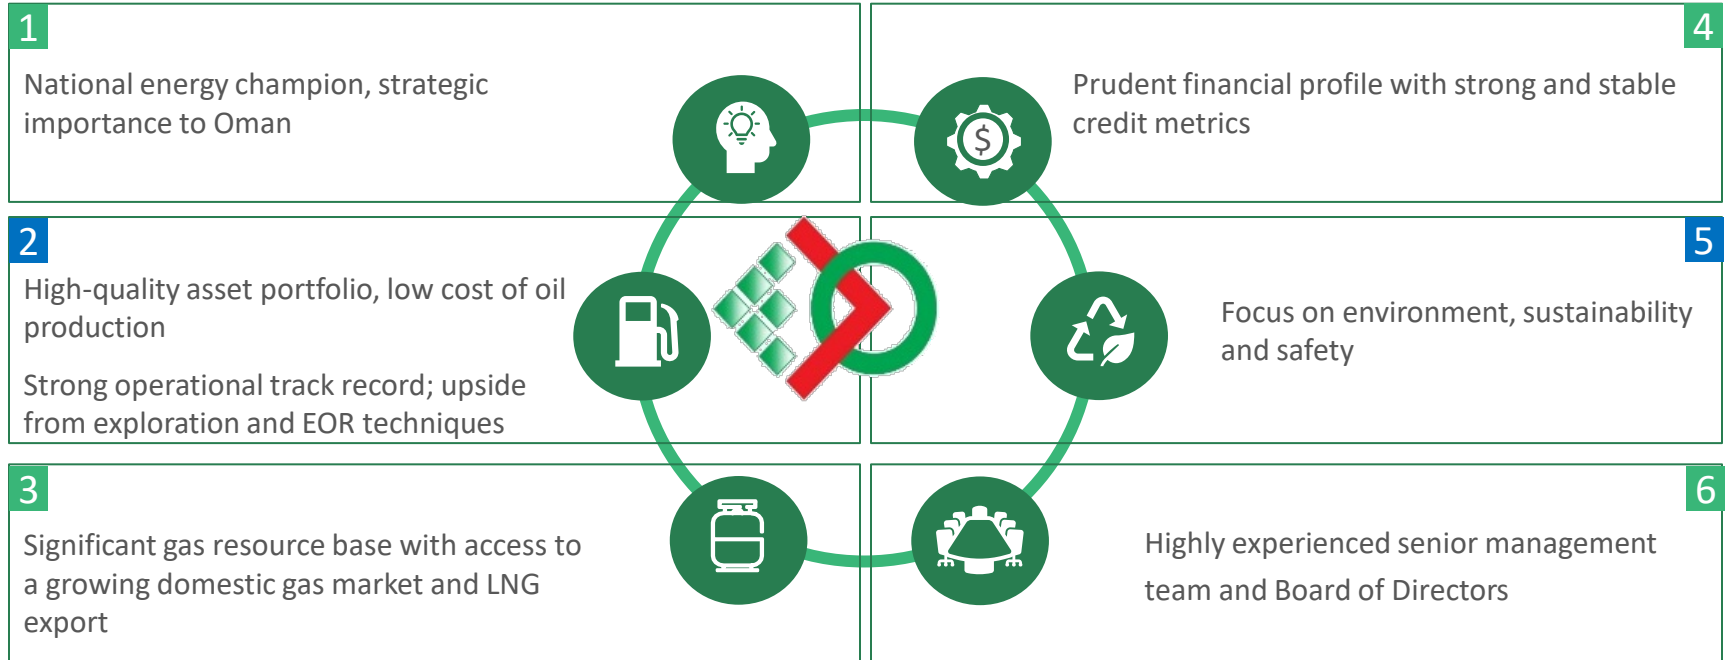 1
National energy champion, strategic
importance to Oman
2
High-quality asset portfolio, low cost of oil
production
Strong operational track record; upside
from exploration and EOR techniques
3
Significant gas resource base with access to
a growing domestic gas market and LNG
export
4
Prudent financial profile with strong and stable
credit metrics
$
5
Focus on environment, sustainability
and safety
6
Highly experienced senior management
team and Board of Directors